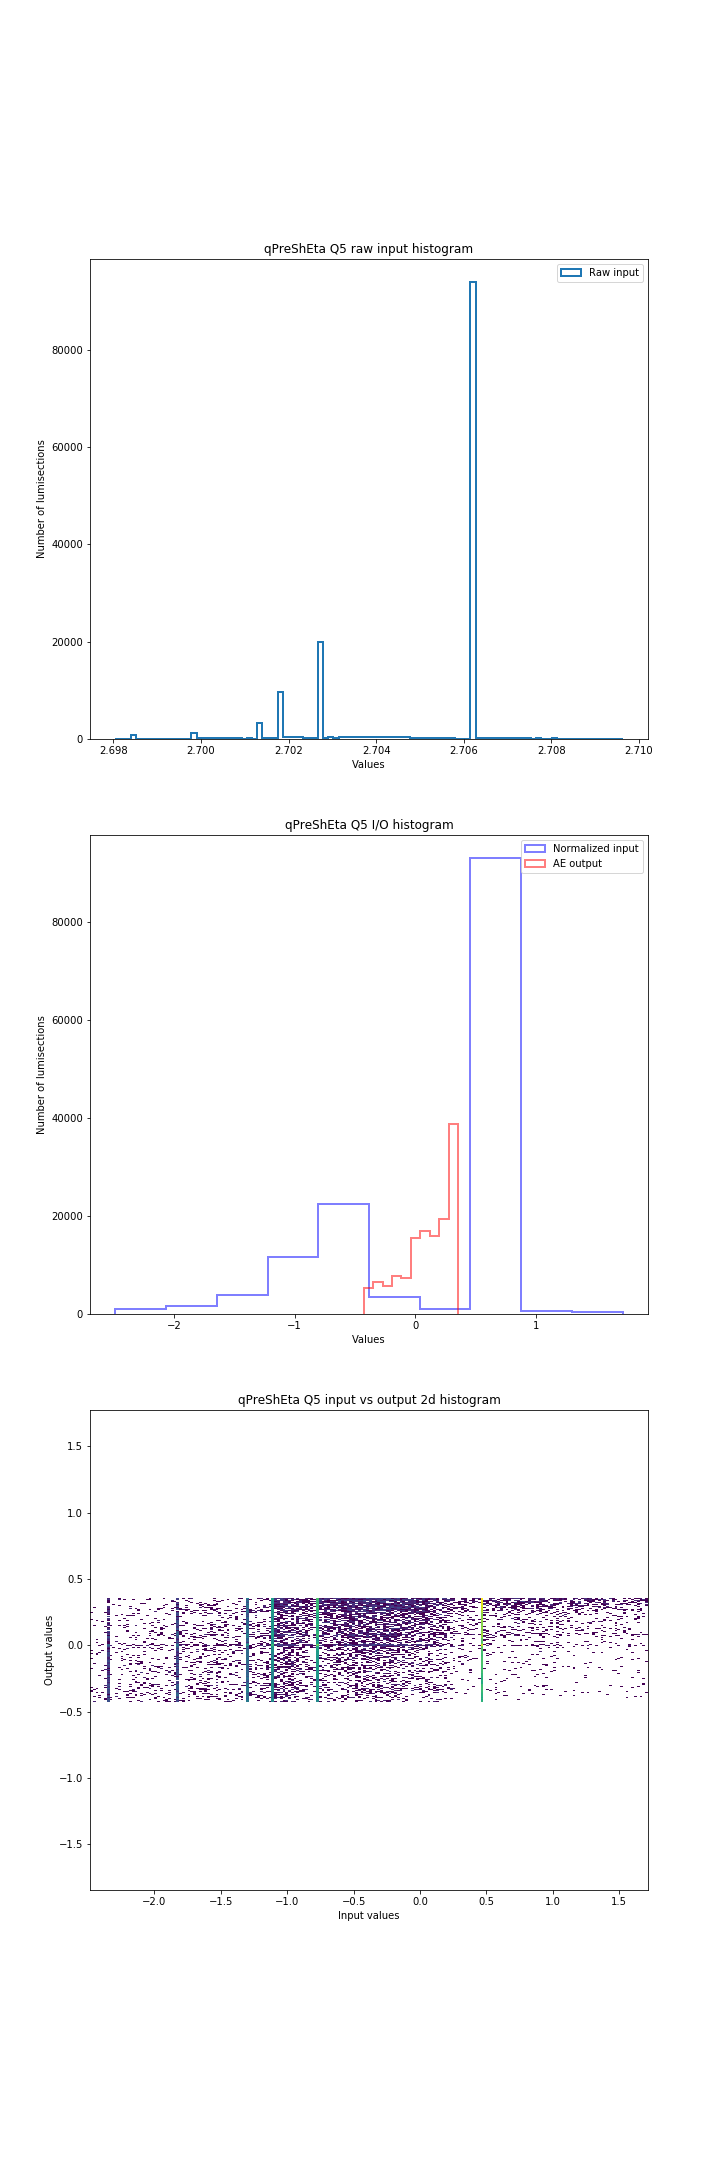 qPreShEta Q5 raw input histogram
Raw input
80000
60000
40000
20000
0
Number of lumisections
2.698 2.700 2.702 2.704 2.706 2.708 2.710
Values
qPreShEta Q5 I/O histogram
Normalized input
AE output
80000
60000
40000
20000
0
Number of lumisections
−2 −1 0 1
Values
qPreShEta Q5 input vs output 2d histogram
1.5
1.0
0.5
0.0
−0.5
−1.0
−1.5
Output values
−2.0 −1.5 −1.0 −0.5 0.0 0.5 1.0 1.5
Input values